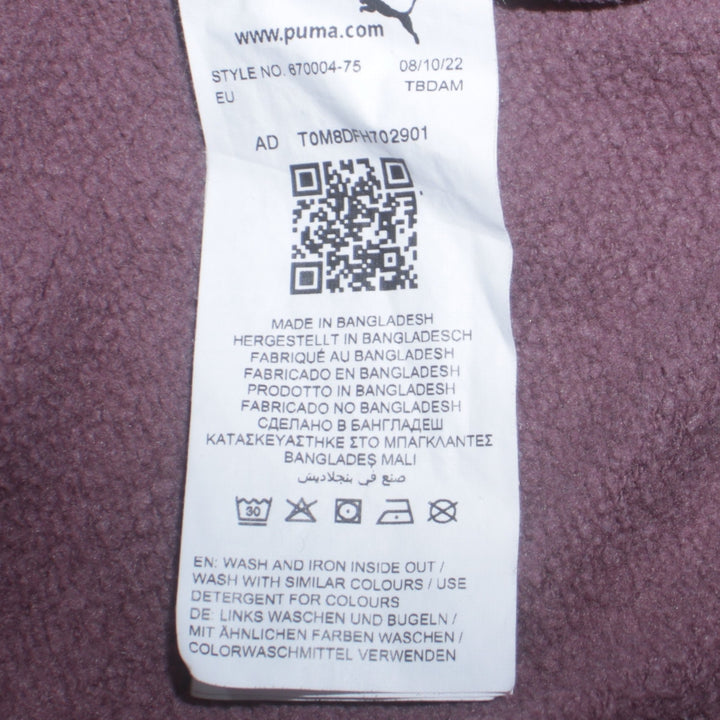 www.puma.com
STYLE NO. 670004-75 08/10/22
EU TBDAM
AD T0M8DFH702901
MADE IN BANGLADESH
HERGESTELLT IN BANGLADESCH
FABRIQUÉ AU BANGLADESH
FABRICADO EN BANGLADESH
PRODOTTO IN BANGLADESH
FABRICADO NO BANGLADESH
СДЕЛАНО В БАНГЛАДЕШ
ΚΑΤΑΣΚΕΥΑΣΤΗΚΕ ΣΤΟ ΜΠΑΓΚΛΑΝΤΕΣ
BANGLADEŞ MALI
صنع في بنجلاديش
30
EN: WASH AND IRON INSIDE OUT /
WASH WITH SIMILAR COLOURS / USE
DETERGENT FOR COLOURS
DE: LINKS WASCHEN UND BUGELN /
MIT ÄHNLICHEN FARBEN WASCHEN /
COLORWASCHMITTEL VERWENDEN